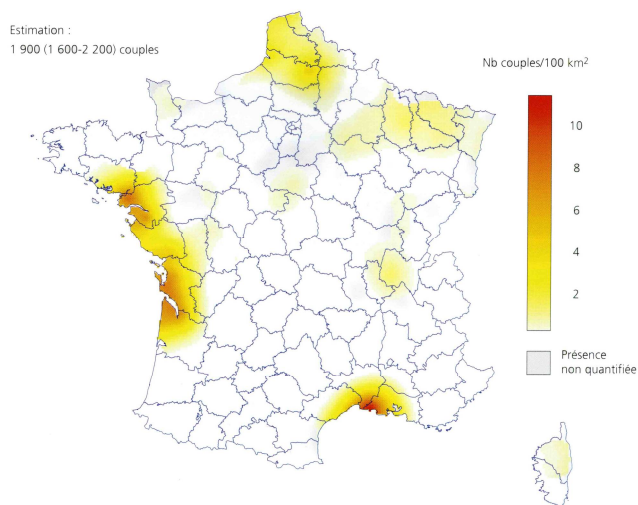 Estimation :
1 900 (1 600-2 200) couples
Nb couples/100 km²
10
8
6
4
2
Présence
non quantifiée